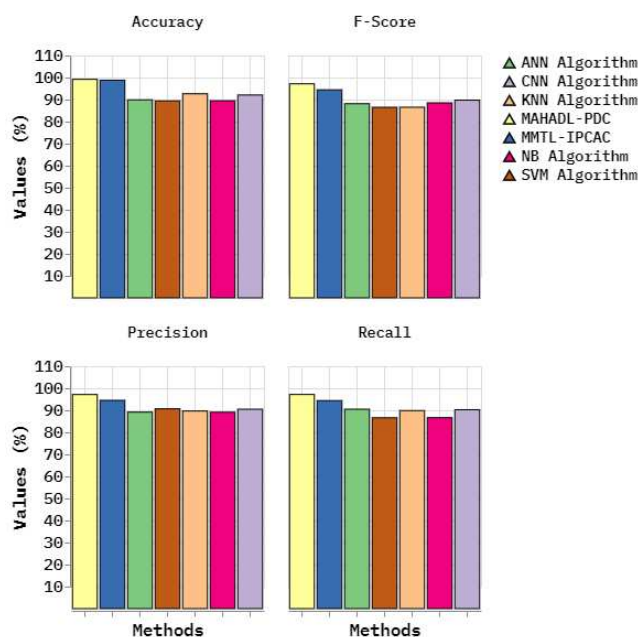 Accuracy
F-Score
Values (%)
110
100
90
80
70
60
50
40
30
20
10
ANN Algorithm
CNN Algorithm
KNN Algorithm
MAHADL-PDC
MMTL-IPCAC
NB Algorithm
SVM Algorithm
Precision
Recall
Values (%)
110
100
90
80
70
60
50
40
30
20
10
Methods
Methods